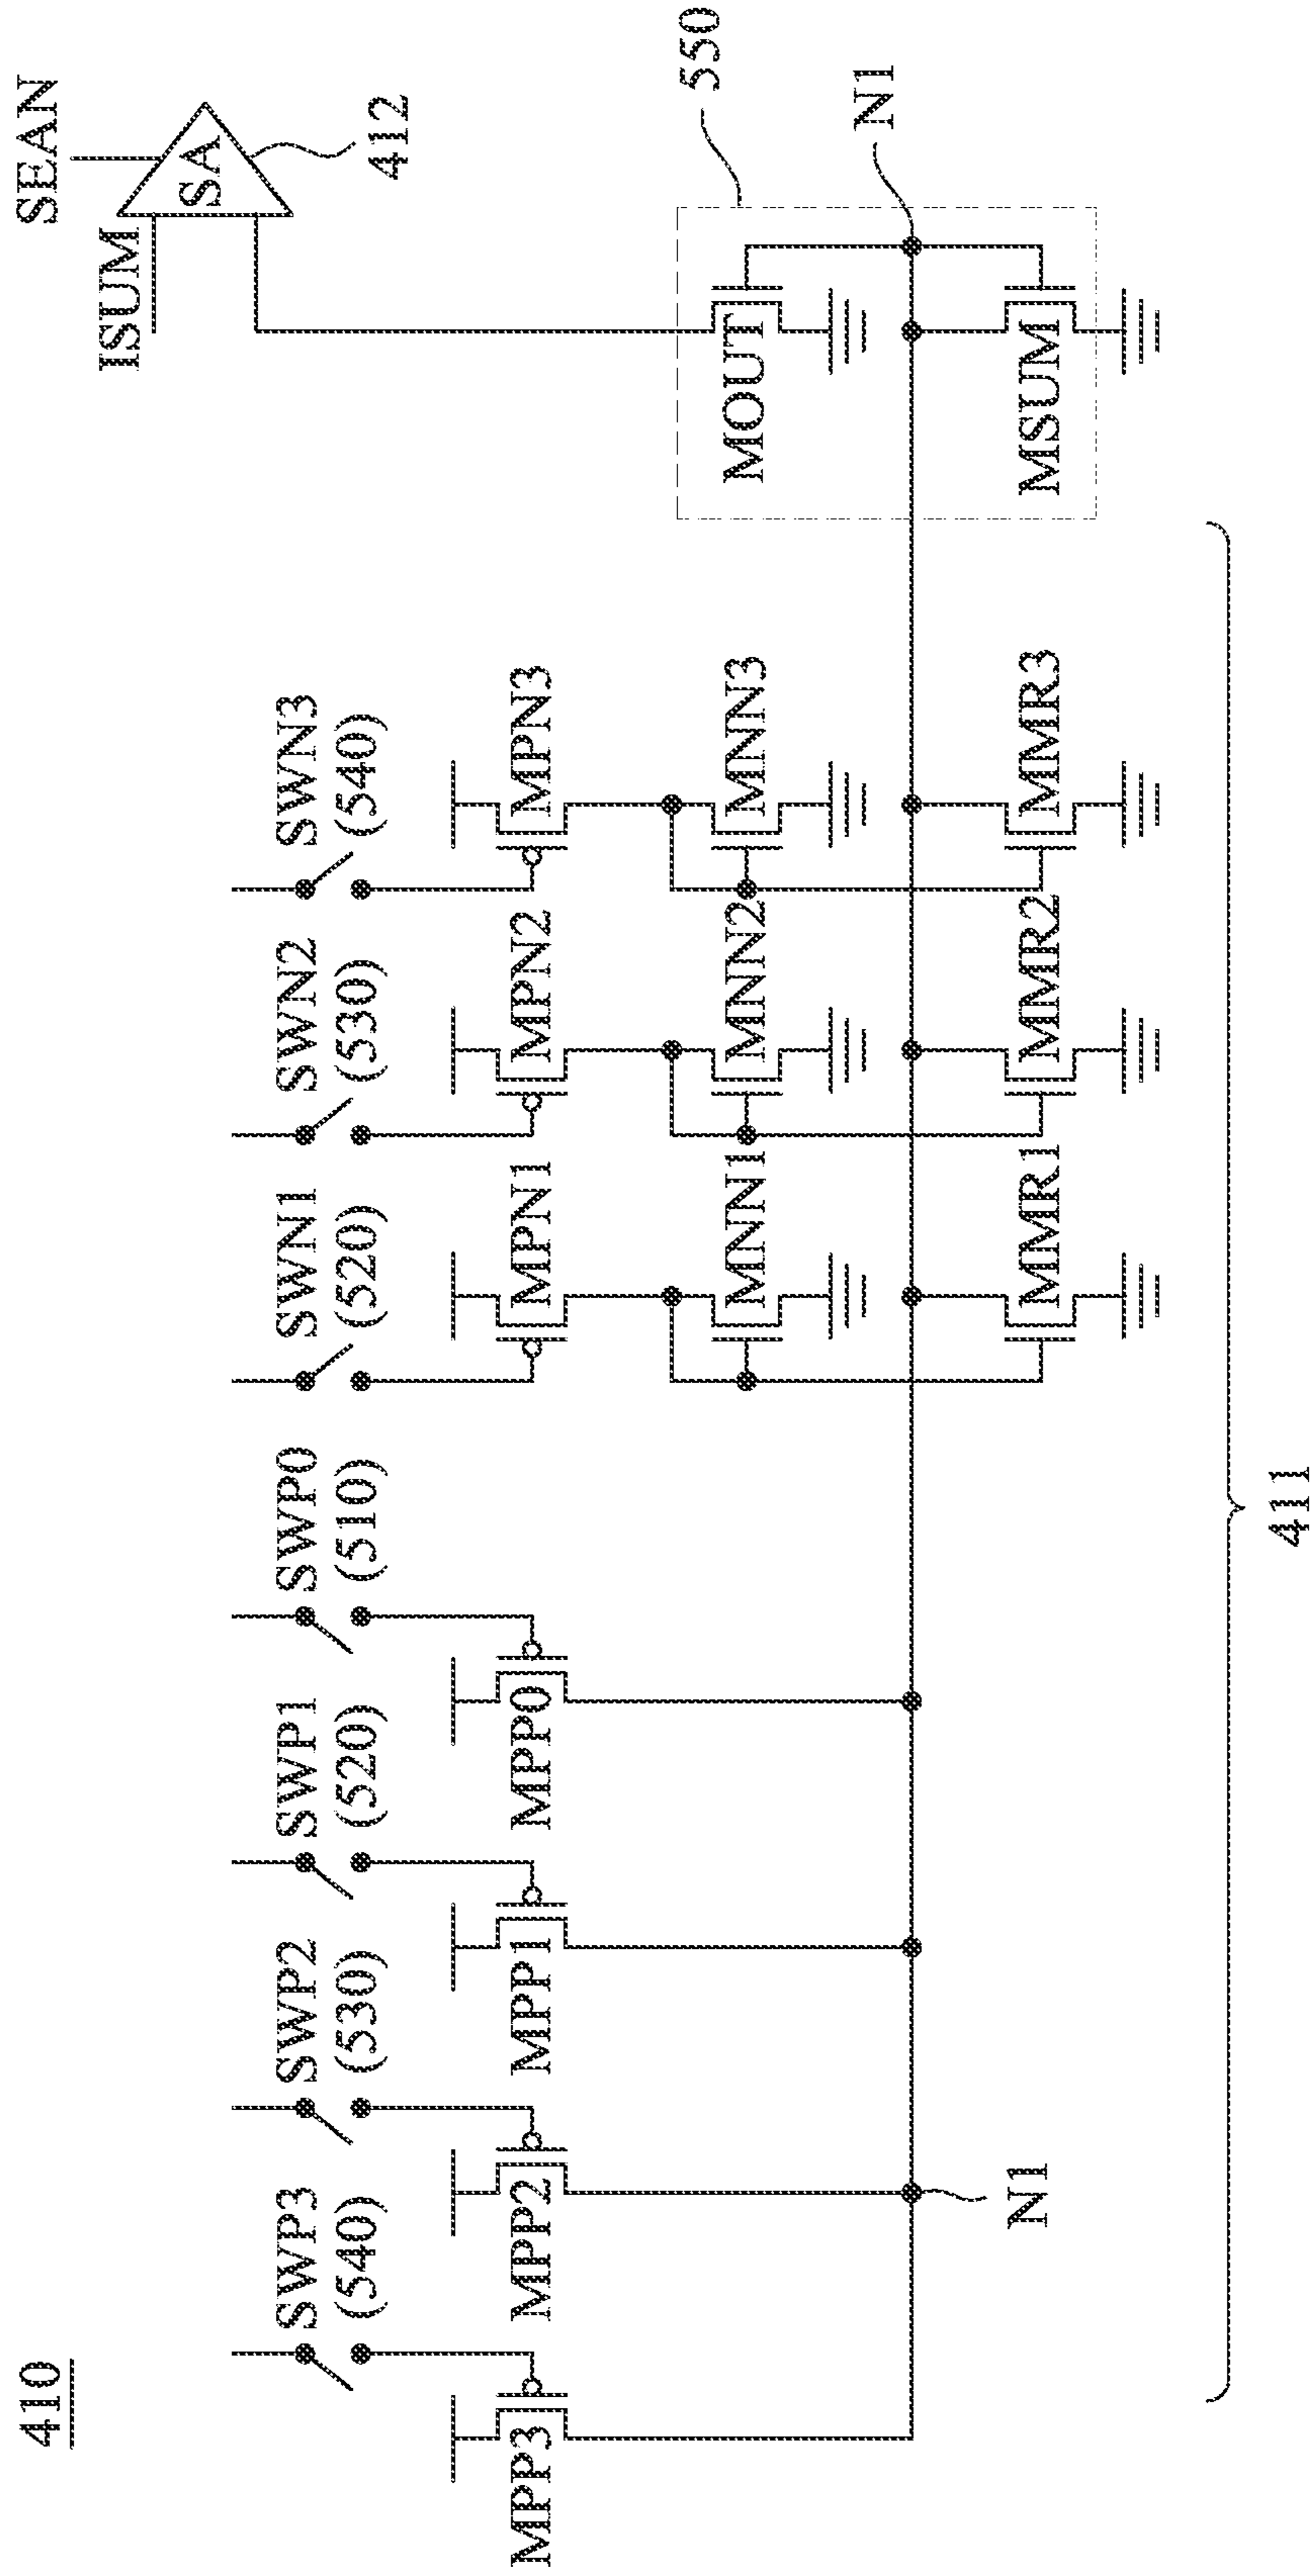 410
SEAN
ISUM
SA
412
SWP3
(540)
SWP2
(530)
SWP1
(520)
SWP0
(510)
SWN1
(520)
SWN2
(530)
SWN3
(540)
MPP3
MPP2
MPP1
MPP0
MPN1
MPN2
MPN3
550
MNN1
MNN2
MNN3
MOUT
N1
N1
MMR1
MMR2
MMR3
MSUM
411